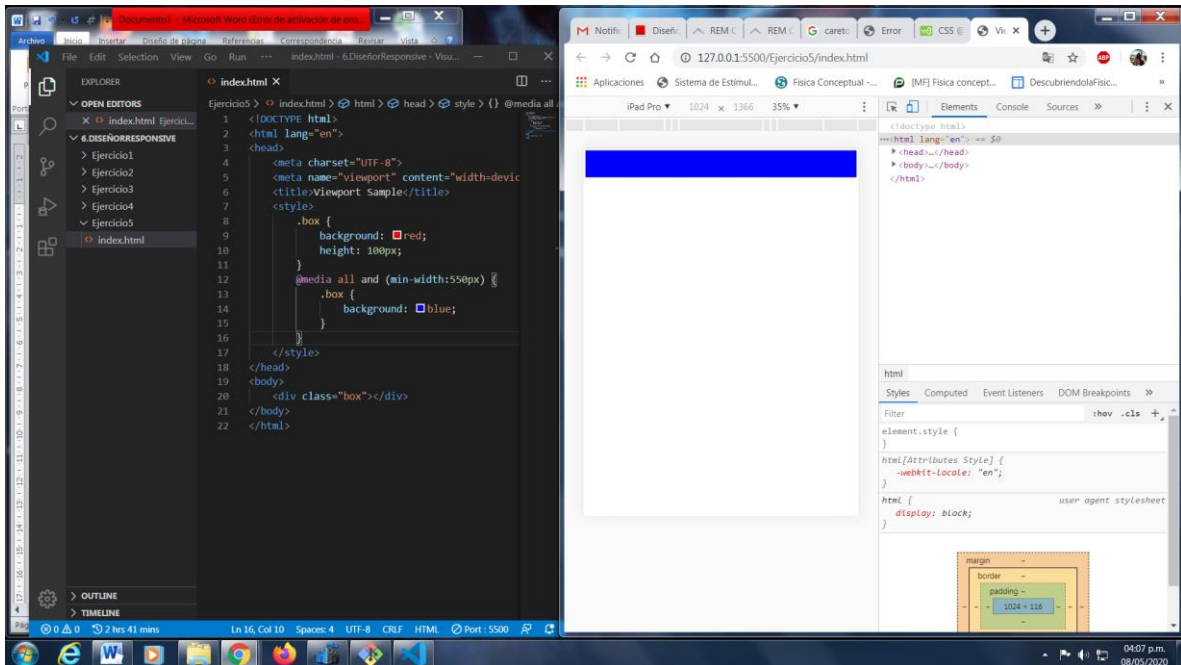 Documento1 - Microsoft Word (Error de activación de pro...
Archivo Inicio Insertar Diseño de página Referencias Correspondencia Revisar Vista
File Edit Selection View Go Run ··· index.html - 6.DiseñorResponsive - Visu...
EXPLORER
OPEN EDITORS
index.html Ejercici...
6.DISEÑORRESPONSIVE
Ejercicio1
Ejercicio2
Ejercicio3
Ejercicio4
Ejercicio5
index.html
OUTLINE
TIMELINE
index.html
Ejercicio5 > index.html > html > head > style > {} @media all
1 <!DOCTYPE html>
2 <html lang="en">
3 <head>
4 <meta charset="UTF-8">
5 <meta name="viewport" content="width=devic
6 <title>Viewport Sample</title>
7 <style>
8 .box {
9 background: red;
10 height: 100px;
11 }
12 @media all and (min-width:550px) {
13 .box {
14 background: blue;
15 }
16 }
17 </style>
18 </head>
19 <body>
20 <div class="box"></div>
21 </body>
22 </html>
0 0 2 hrs 41 mins Ln 16, Col 10 Spaces: 4 UTF-8 CRLF HTML Port : 5500
Notific Diseñ REM C REM C careto Error CSS @ Vie
127.0.0.1:5500/Ejercicio5/index.html
Aplicaciones Sistema de Estímul... Fisica Conceptual -... [MF] Fisica concept... DescubriendolaFísic... »
iPad Pro ▼ 1024 x 1366 35% ▼
Elements Console Sources »
<!doctype html>
···<html lang="en"> == $0
▶<head>…</head>
▶<body>…</body>
</html>
html
Styles Computed Event Listeners DOM Breakpoints »
Filter :hov .cls +
element.style {
}
html[Attributes Style] {
-webkit-locale: "en";
}
html { user agent stylesheet
display: block;
}
margin -
border -
padding -
- - - 1024 × 116 - - -
-
04:07 p.m.
08/05/2020